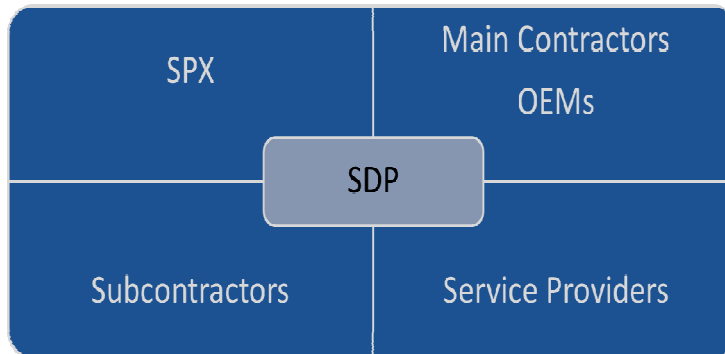 SPX
Main Contractors
OEMs
SDP
Subcontractors
Service Providers